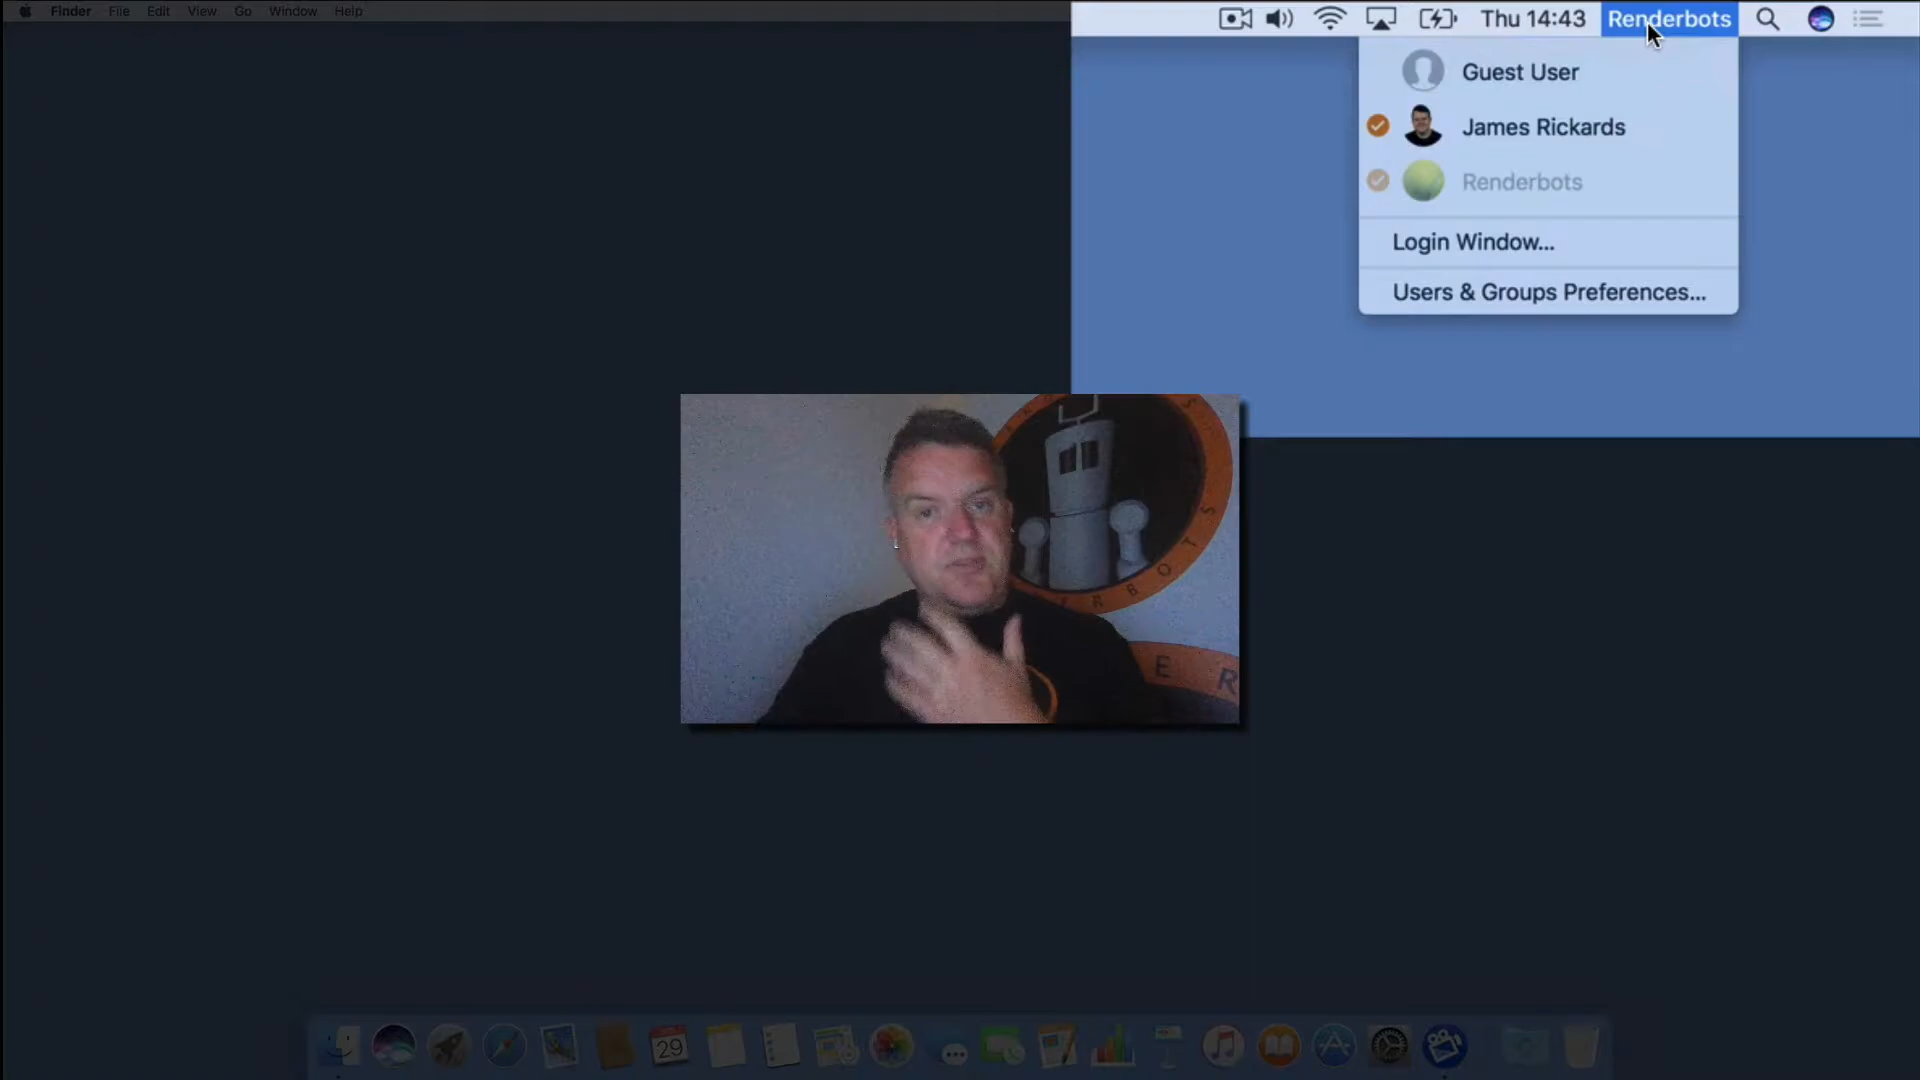 Finder File Edit View Go Window Help
Thu 14:43 Renderbots
Guest User
James Rickards
Renderbots
Login Window...
Users & Groups Preferences...
E R
29